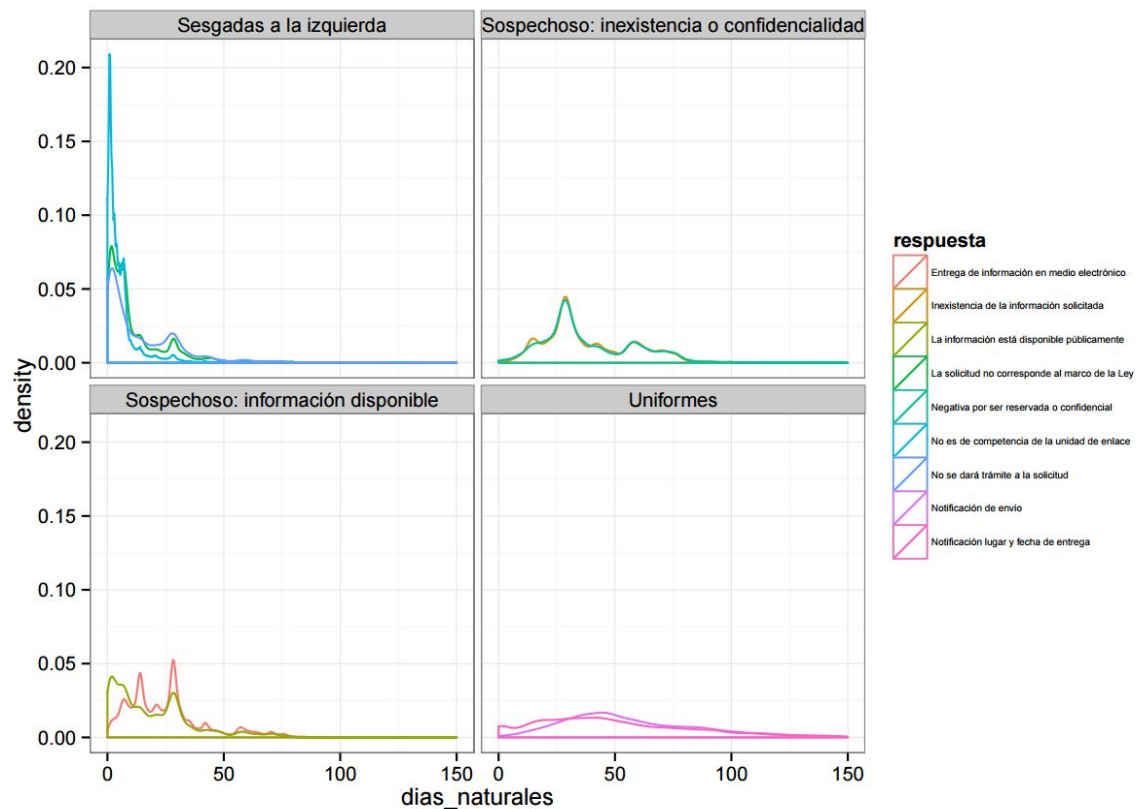 Sesgadas a la izquierda
Sospechoso: inexistencia o confidencialidad
0.20
0.15
0.10
0.05
0.00
density
Sospechoso: información disponible
Uniformes
0.20
0.15
0.10
0.05
0.00
0 50 100 150
0 50 100 150
dias_naturales
respuesta
Entrega de información en medio electrónico
Inexistencia de la información solicitada
La información está disponible públicamente
La solicitud no corresponde al marco de la Ley
Negativa por ser reservada o confidencial
No es de competencia de la unidad de enlace
No se dará trámite a la solicitud
Notificación de envío
Notificación lugar y fecha de entrega